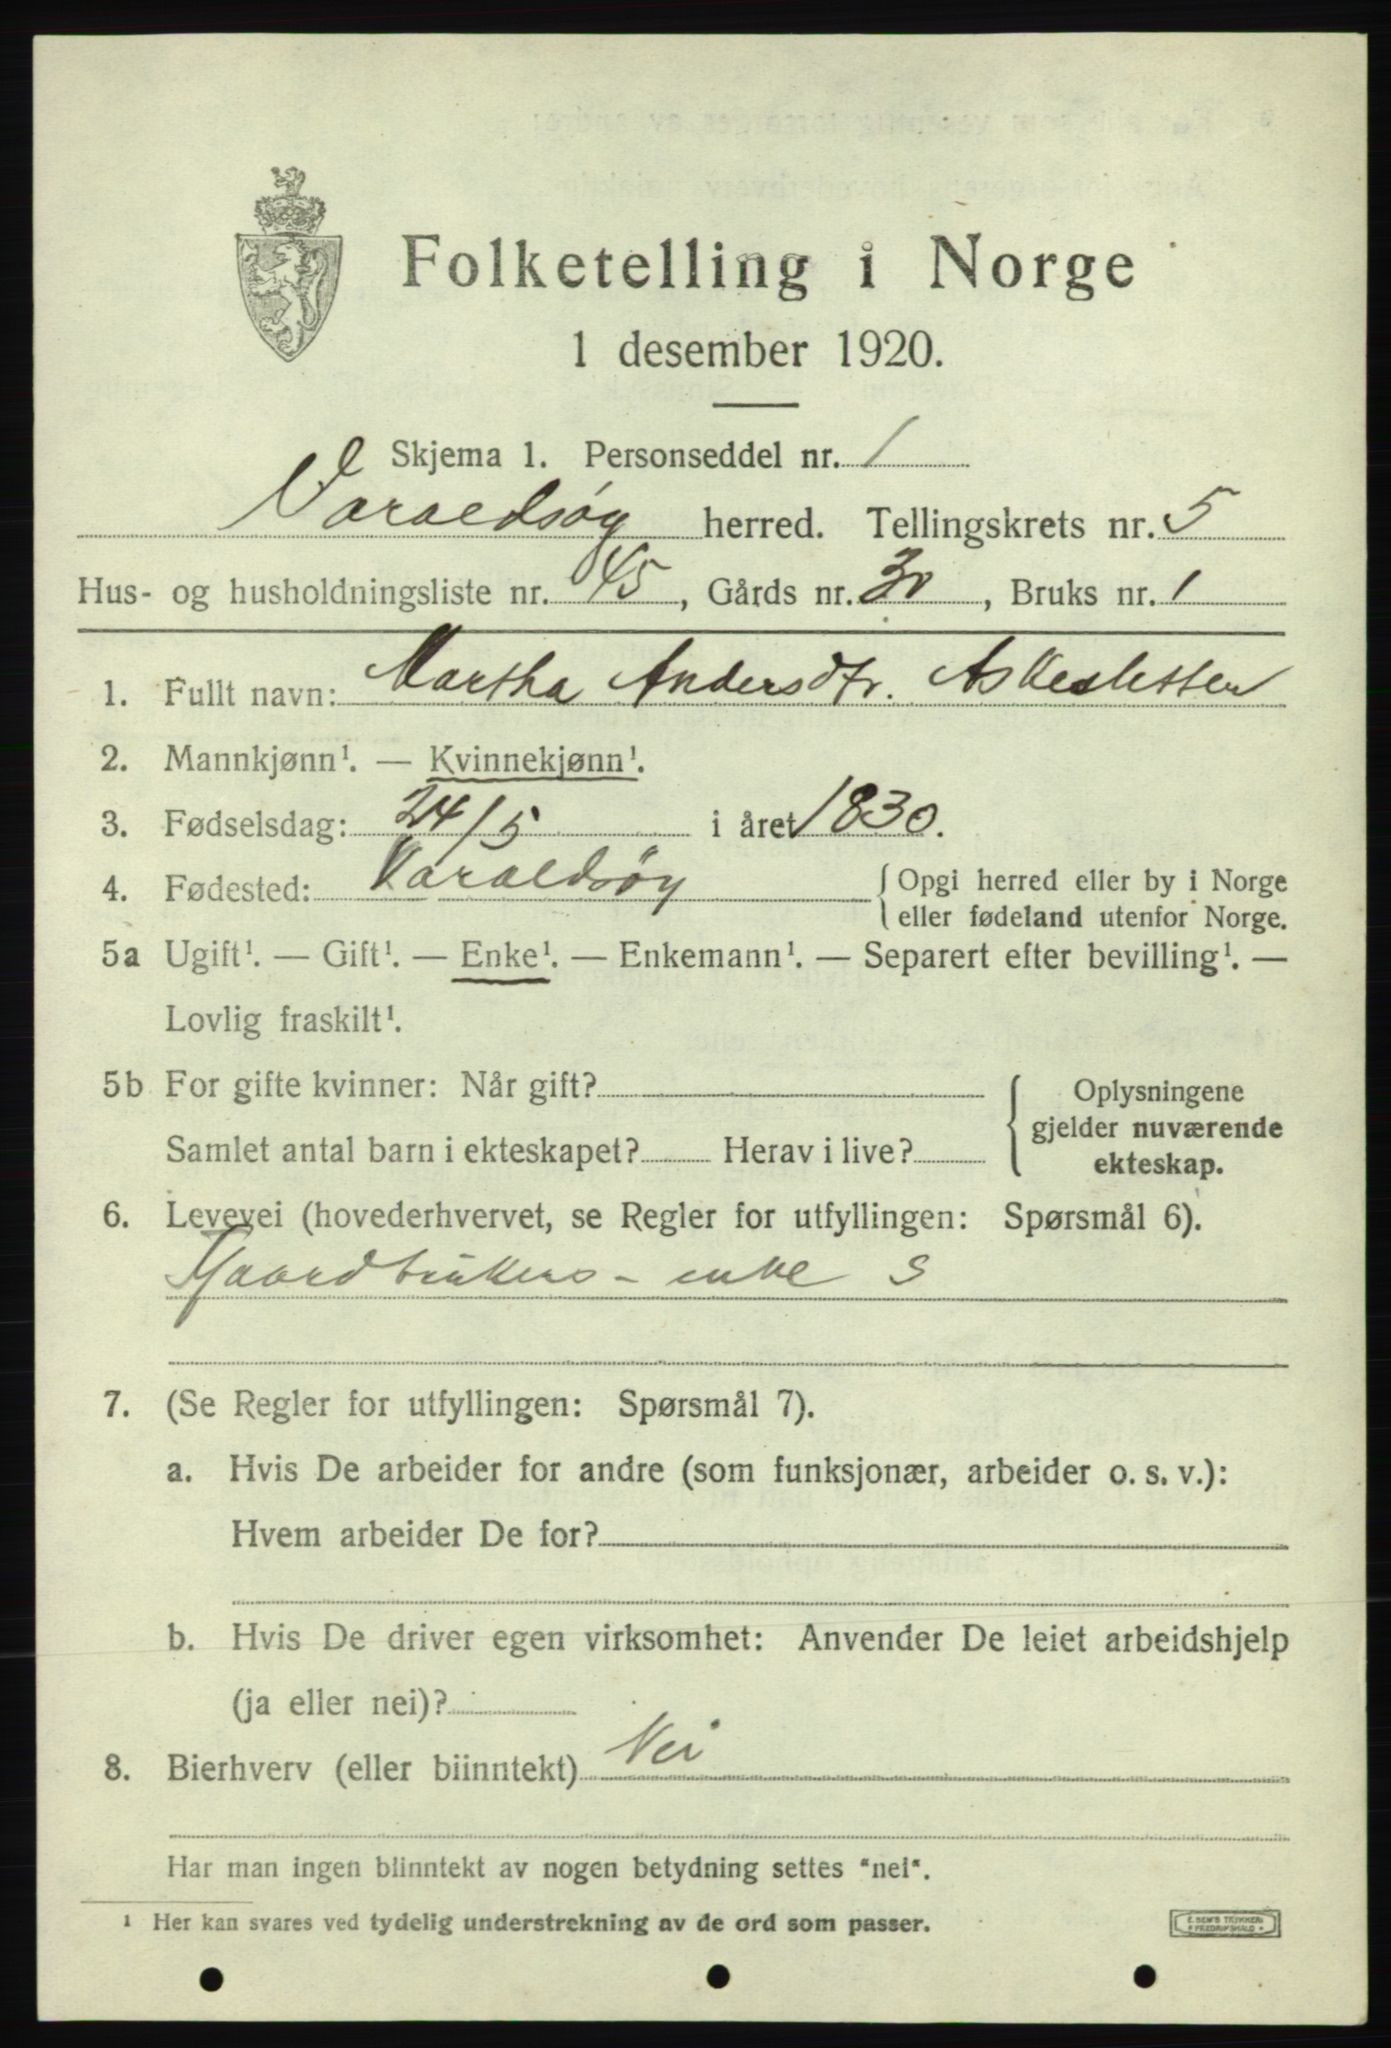 Folketelling i Norge
1 desember 1920.
Skjema 1. Personseddel nr. 1
Varaldsøy herred. Tellingskrets nr. 5
Hus- og husholdningsliste nr. 45, Gårds nr. 30, Bruks nr. 1
1. Fullt navn: Martha Andersdtr. Askesletten
2. Mannkjønn¹. — Kvinnekjønn¹.
3. Fødselsdag: 24/5 i året 1830.
4. Fødested: Varaldsøy { Opgi herred eller by i Norge
eller fødeland utenfor Norge.
5a Ugift¹. — Gift¹. — Enke¹. — Enkemann¹. — Separert efter bevilling¹. —
Lovlig fraskilt¹.
5b For gifte kvinner: Når gift? { Oplysningene
gjelder nuværende
Samlet antal barn i ekteskapet? Herav i live? ekteskap.
6. Levevei (hovederhvervet, se Regler for utfyllingen: Spørsmål 6).
Gaardbrukers - enke S
7. (Se Regler for utfyllingen: Spørsmål 7).
a. Hvis De arbeider for andre (som funksjonær, arbeider o. s. v.):
Hvem arbeider De for?
b. Hvis De driver egen virksomhet: Anvender De leiet arbeidshjelp
(ja eller nei)?
8. Bierhverv (eller biinntekt) Nei
Har man ingen biinntekt av nogen betydning settes "nei".
¹ Her kan svares ved tydelig understrekning av de ord som passer.